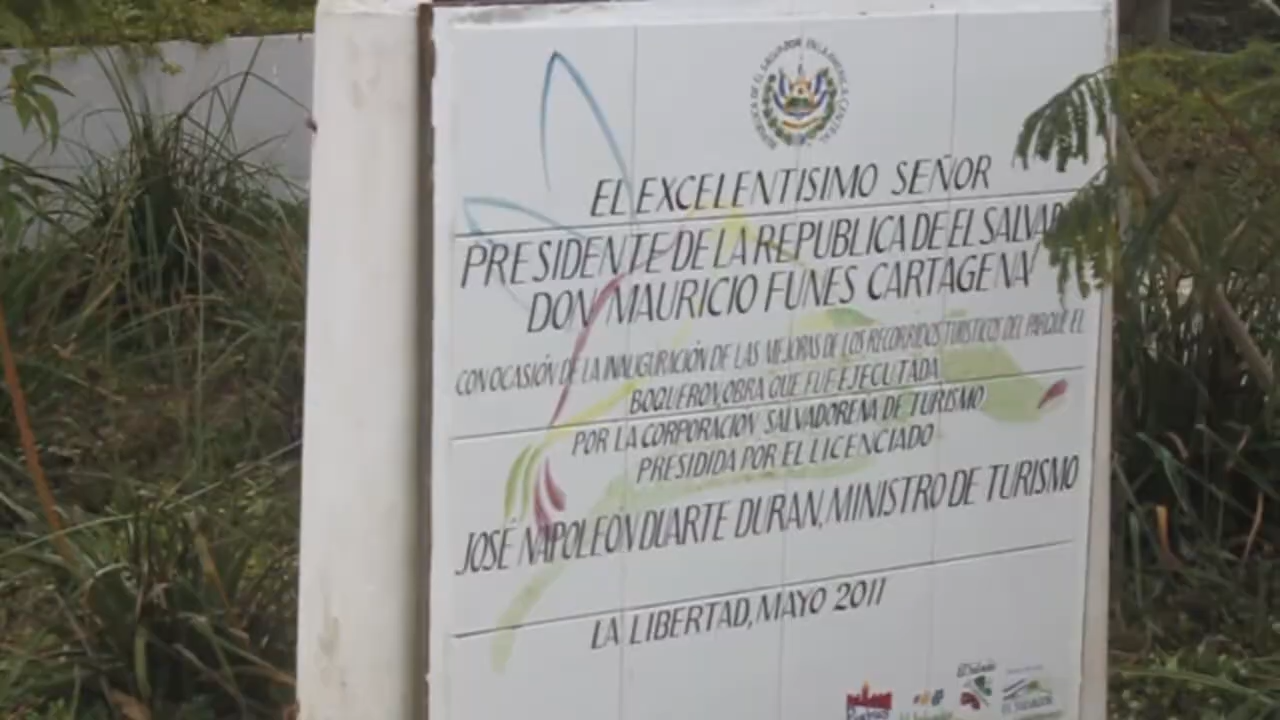 EL EXCELENTISIMO SEÑOR
PRESIDENTE DE LA REPUBLICA DE EL SALVAD
DON MAURICIO FUNES CARTAGENA
CON OCASIÓN DE LA INAUGURACIÓN DE LAS MEJORAS DE LOS RECORRIDOS TURISTICOS DEL PARQUE EL
BOQUERON, OBRA QUE FUE EJECUTADA
POR LA CORPORACION SALVADOREÑA DE TURISMO
PRESIDIDA POR EL LICENCIADO
JOSÉ NAPOLEON DUARTE DURAN, MINISTRO DE TURISMO
LA LIBERTAD, MAYO 2011